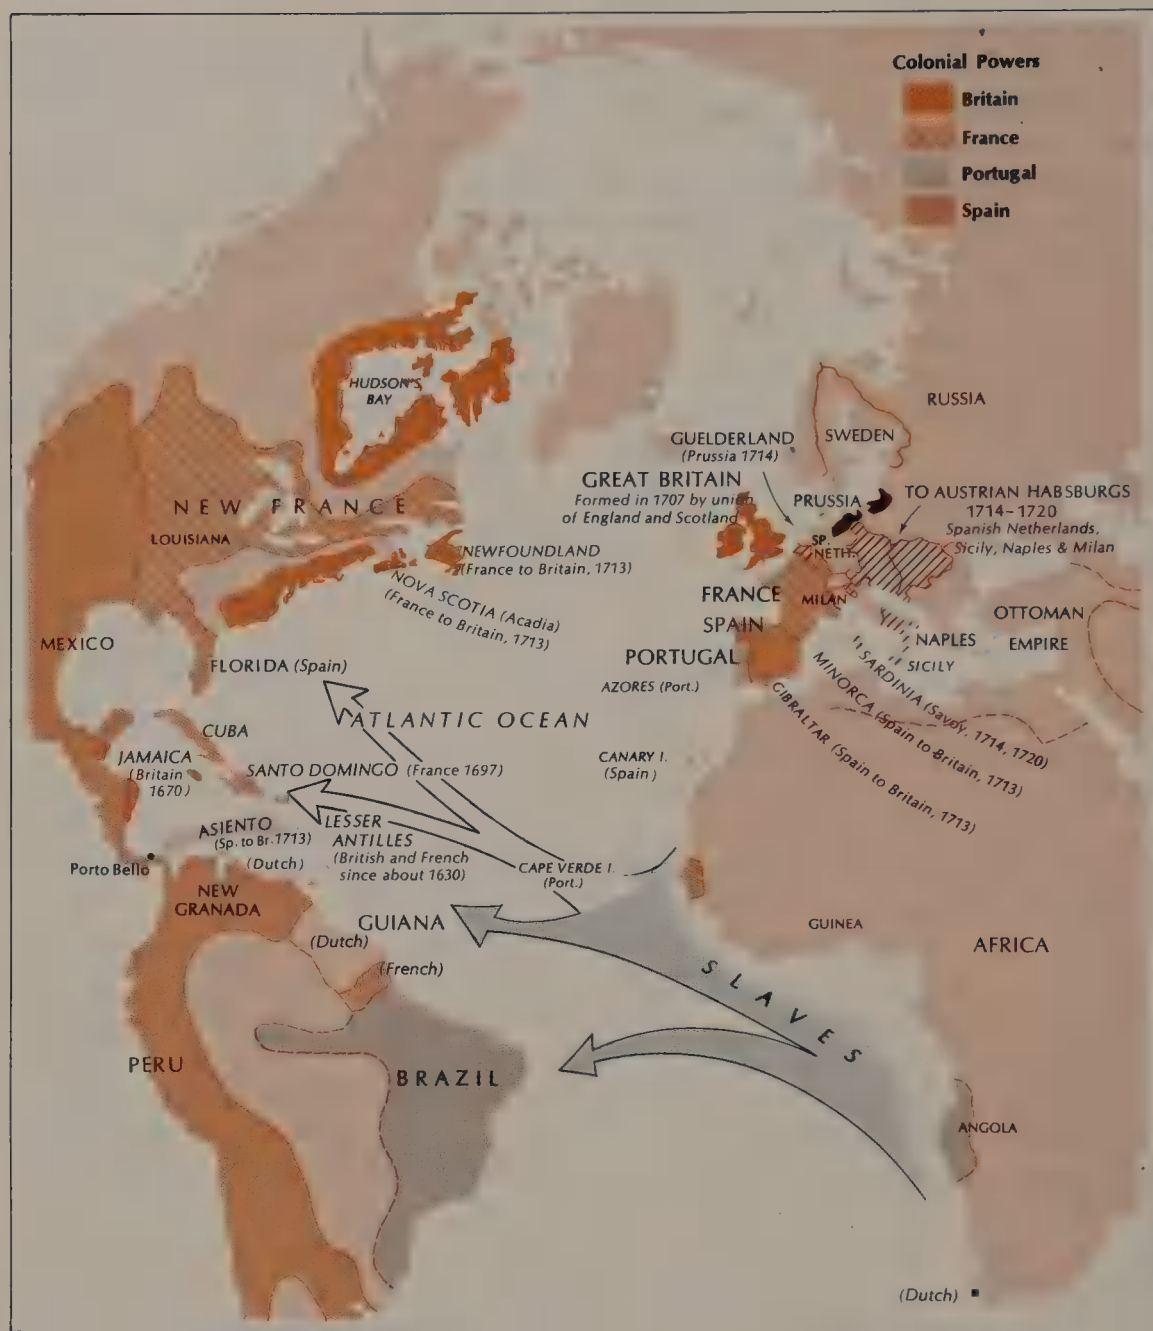 Colonial Powers
Britain
France
Portugal
Spain
HUDSON'S
BAY
RUSSIA
SWEDEN
GUELDERLAND
(Prussia 1714)
GREAT BRITAIN
Formed in 1707 by union
of England and Scotland
PRUSSIA
TO AUSTRIAN HABSBURGS
1714-1720
Spanish Netherlands,
Sicily, Naples & Milan
NEW FRANCE
LOUISIANA
SP.
NETH.
NEWFOUNDLAND
(France to Britain, 1713)
NOVA SCOTIA (Acadia)
(France to Britain, 1713)
FRANCE
MILAN
SPAIN
OTTOMAN
EMPIRE
NAPLES
SICILY
MEXICO
PORTUGAL
FLORIDA (Spain)
AZORES (Port.)
SARDINIA (Savoy, 1714, 1720)
MINORCA (Spain to Britain, 1713)
GIBRALTAR (Spain to Britain, 1713)
ATLANTIC OCEAN
CUBA
JAMAICA
(Britain
1670)
SANTO DOMINGO (France 1697)
CANARY I.
(Spain)
ASIENTO
(Sp. to Br. 1713)
LESSER
ANTILLES
(British and French
since about 1630)
(Dutch)
Porto Bello
CAPE VERDE I.
(Port.)
NEW
GRANADA
GUIANA
(Dutch)
(French)
GUINEA
AFRICA
SLAVES
PERU
BRAZIL
ANGOLA
(Dutch)